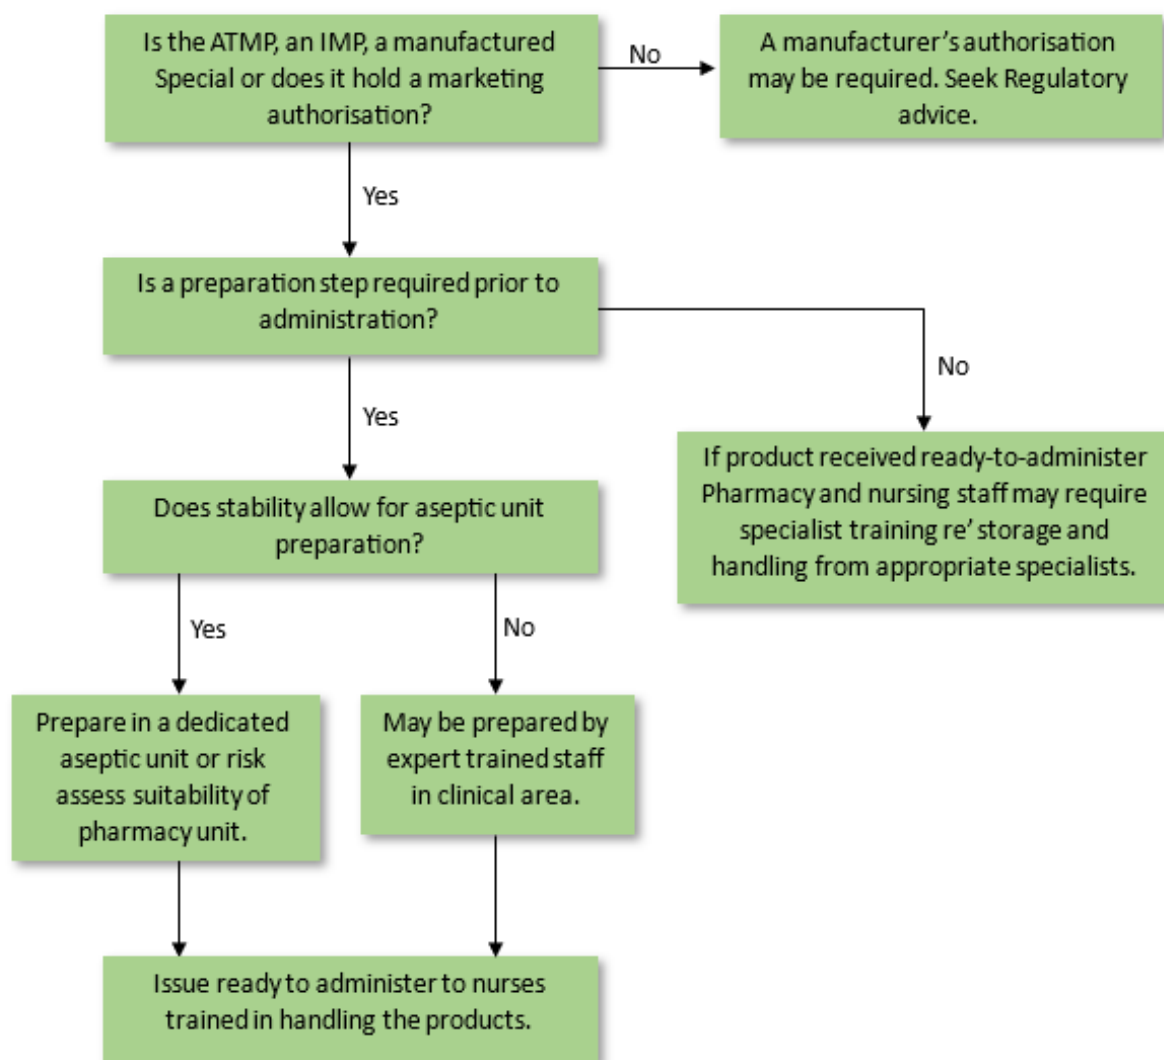 Is the ATMP, an IMP, a manufactured
Special or does it hold a marketing
authorisation?
No
A manufacturer’s authorisation
may be required. Seek Regulatory
advice.
Yes
Is a preparation step required prior to
administration?
No
Yes
If product received ready-to-administer
Pharmacy and nursing staff may require
specialist training re’ storage and
handling from appropriate specialists.
Does stability allow for aseptic unit
preparation?
Yes
No
Prepare in a dedicated
aseptic unit or risk
assess suitability of
pharmacy unit.
May be prepared by
expert trained staff
in clinical area.
Issue ready to administer to nurses
trained in handling the products.